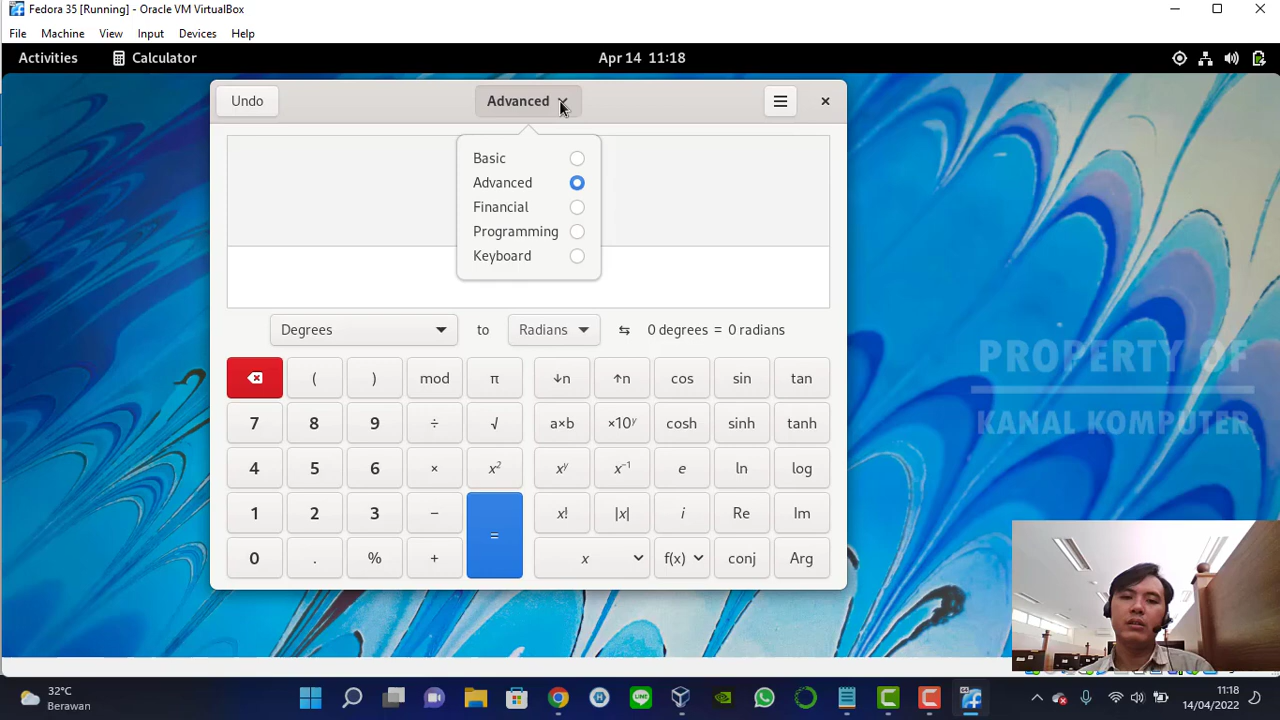 Fedora 35 [Running] - Oracle VM VirtualBox
File Machine View Input Devices Help
Activities Calculator Apr 14 11:18
Undo Advanced
Basic
Advanced
Financial
Programming
Keyboard
Degrees to Radians ⇆ 0 degrees = 0 radians
( ) mod π ↓n ↑n cos sin tan
7 8 9 ÷ √ a×b ×10ʸ cosh sinh tanh
4 5 6 × x² xʸ x⁻¹ e ln log
1 2 3 − = x! |x| i Re Im
0 . % + x f(x) conj Arg
PROPERTY OF
KANAL KOMPUTER
32°C
Berawan
11:18
14/04/2022